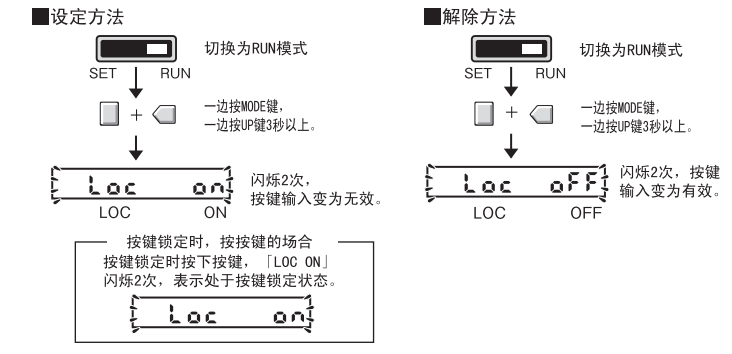 ■设定方法
切换为RUN模式
SET RUN
+
一边按MODE键,
一边按UP键3秒以上。
Loc on
闪烁2次,
按键输入变为无效。
LOC ON
按键锁定时, 按按键的场合
按键锁定时按下按键, 「LOC ON」
闪烁2次, 表示处于按键锁定状态。
Loc on
■解除方法
切换为RUN模式
SET RUN
+
一边按MODE键,
一边按UP键3秒以上。
Loc oFF
闪烁2次, 按键
输入变为有效。
LOC OFF